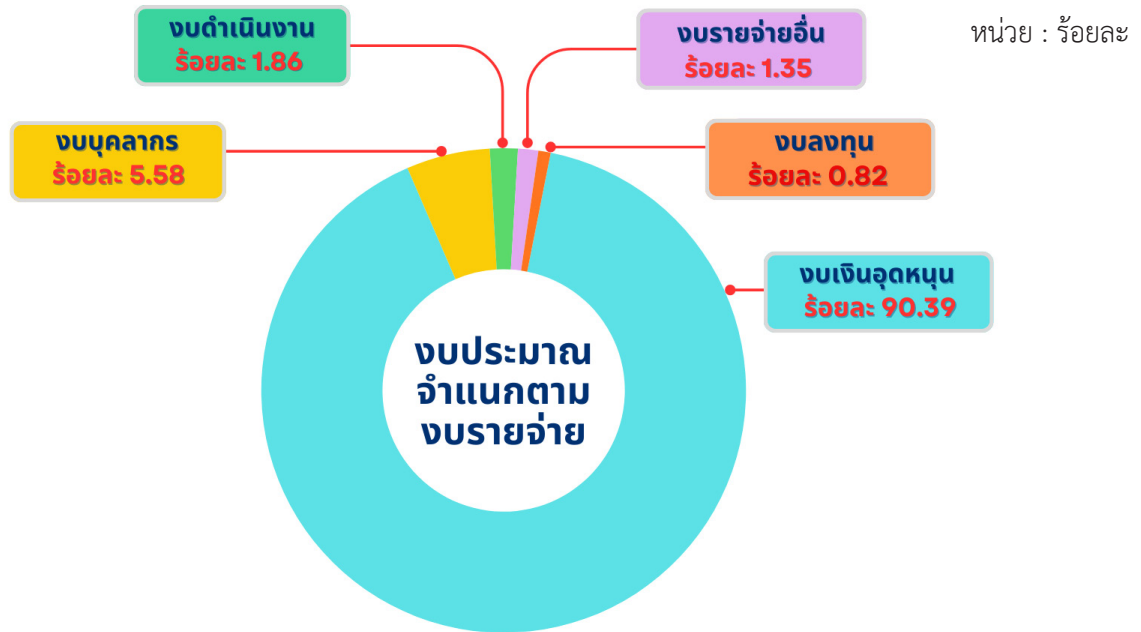 หน่วย : ร้อยละ
งบดำเนินงาน
ร้อยละ 1.86
งบรายจ่ายอื่น
ร้อยละ 1.35
งบบุคลากร
ร้อยละ 5.58
งบลงทุน
ร้อยละ 0.82
งบเงินอุดหนุน
ร้อยละ 90.39
งบประมาณ
จำแนกตาม
งบรายจ่าย